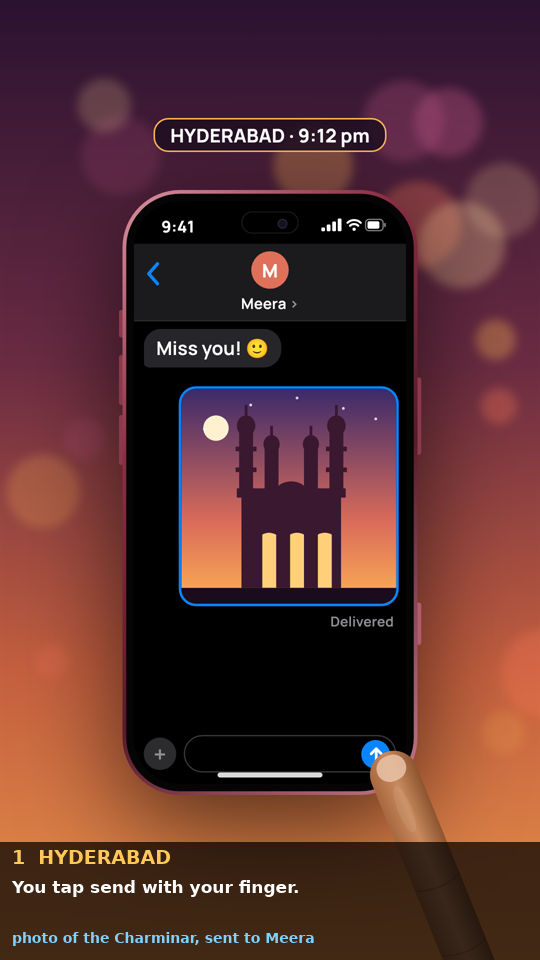 HYDERABAD · 9:12 pm
9:41
M
Meera ›
Miss you! 🙂
Delivered
1 HYDERABAD
You tap send with your finger.
photo of the Charminar, sent to Meera